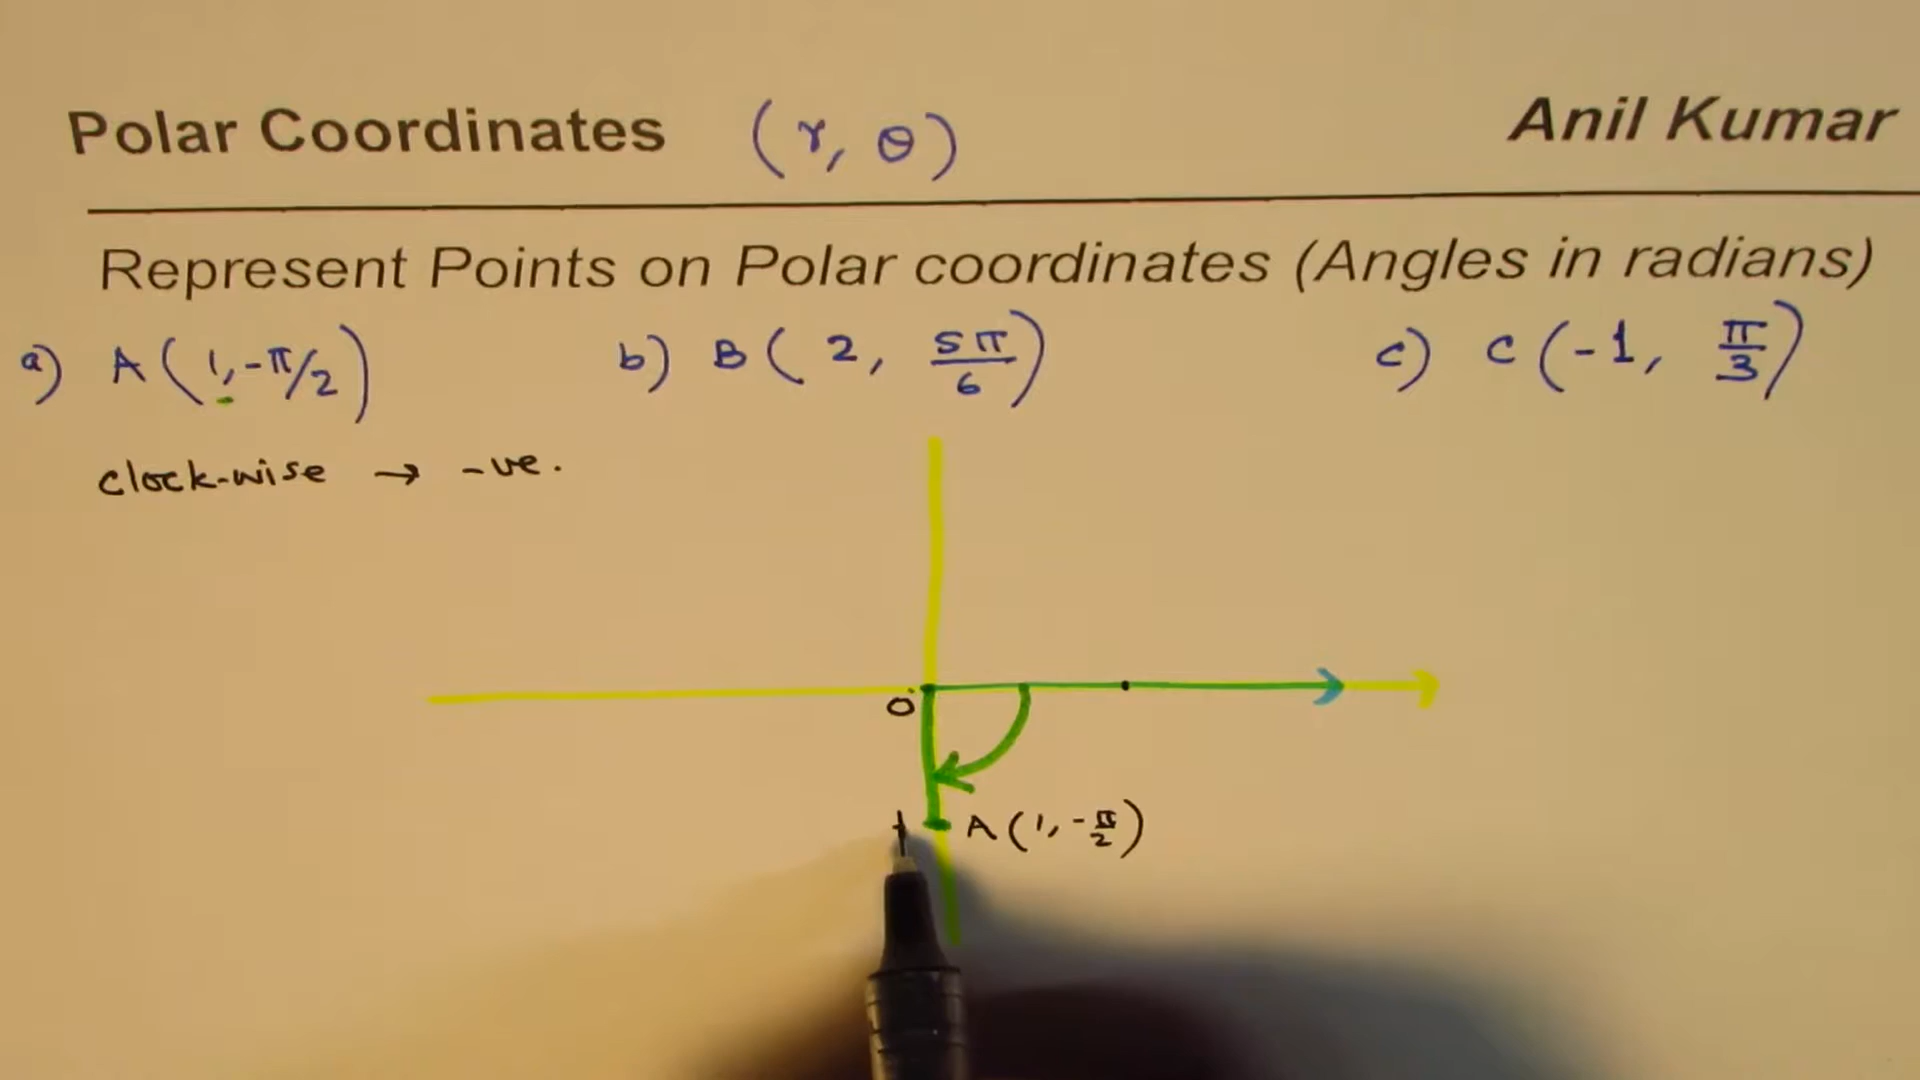 Polar Coordinates (r, θ) Anil Kumar
Represent Points on Polar coordinates (Angles in radians)
a) A(1, -π/2) b) B(2, 5π/6) c) C(-1, π/3)
clock-wise → -ve.
O
A(1, -π/2)